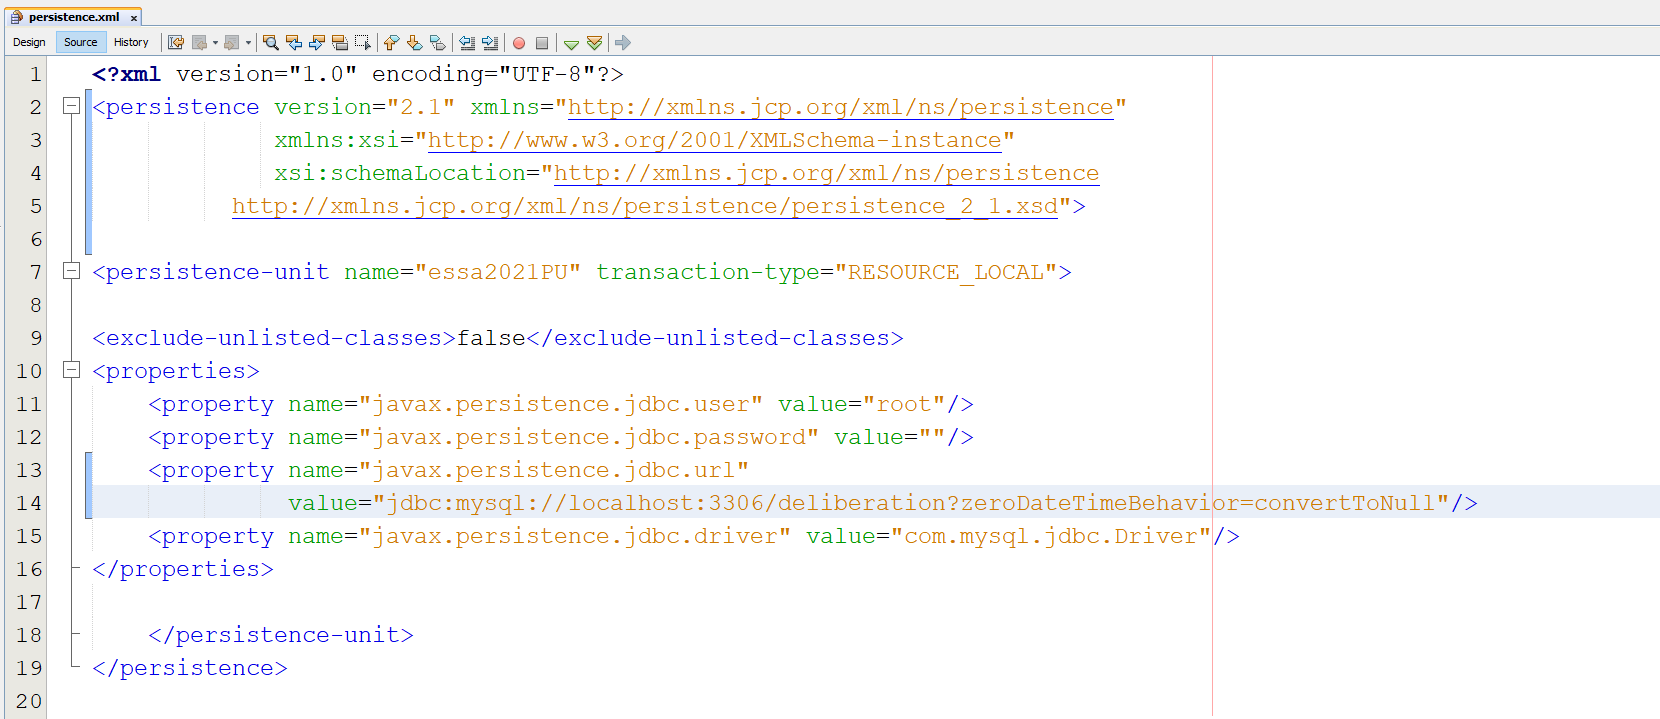 persistence.xml
Design Source History
1 <?xml version="1.0" encoding="UTF-8"?>
2 <persistence version="2.1" xmlns="http://xmlns.jcp.org/xml/ns/persistence"
3 xmlns:xsi="http://www.w3.org/2001/XMLSchema-instance"
4 xsi:schemaLocation="http://xmlns.jcp.org/xml/ns/persistence
5 http://xmlns.jcp.org/xml/ns/persistence/persistence_2_1.xsd">
6
7 <persistence-unit name="essa2021PU" transaction-type="RESOURCE_LOCAL">
8
9 <exclude-unlisted-classes>false</exclude-unlisted-classes>
10 <properties>
11 <property name="javax.persistence.jdbc.user" value="root"/>
12 <property name="javax.persistence.jdbc.password" value=""/>
13 <property name="javax.persistence.jdbc.url"
14 value="jdbc:mysql://localhost:3306/deliberation?zeroDateTimeBehavior=convertToNull"/>
15 <property name="javax.persistence.jdbc.driver" value="com.mysql.jdbc.Driver"/>
16 </properties>
17
18 </persistence-unit>
19 </persistence>
20